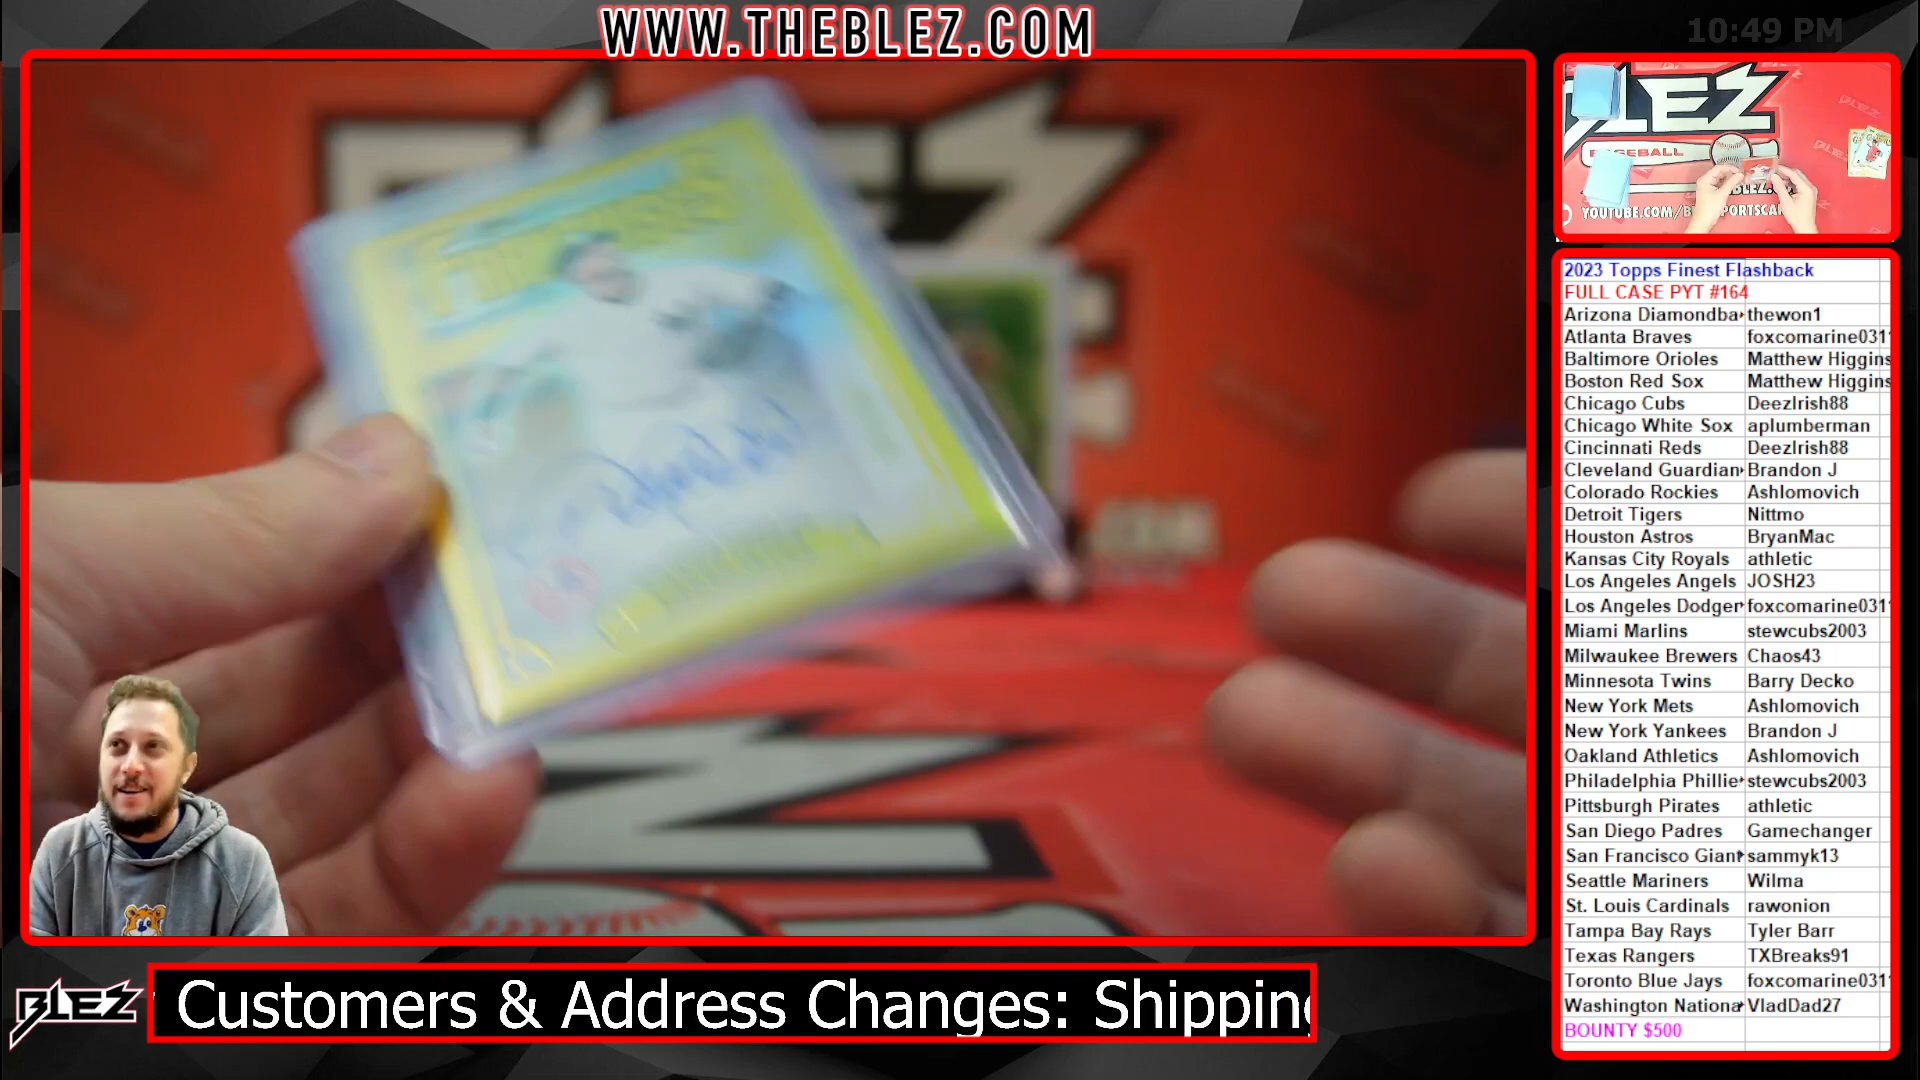 WWW.THEBLEZ.COM
10:49 PM
LEZ
BASEBALL
YOUTUBE.COM/B
2023 Topps Finest Flashback
FULL CASE PYT #164
Arizona Diamondba thewon1
Atlanta Braves foxcomarine031
Baltimore Orioles Matthew Higgins
Boston Red Sox Matthew Higgins
Chicago Cubs DeezIrish88
Chicago White Sox aplumberman
Cincinnati Reds DeezIrish88
Cleveland Guardian Brandon J
Colorado Rockies Ashlomovich
Detroit Tigers Nittmo
Houston Astros BryanMac
Kansas City Royals athletic
Los Angeles Angels JOSH23
Los Angeles Dodger foxcomarine031
Miami Marlins stewcubs2003
Milwaukee Brewers Chaos43
Minnesota Twins Barry Decko
New York Mets Ashlomovich
New York Yankees Brandon J
Oakland Athletics Ashlomovich
Philadelphia Phillie stewcubs2003
Pittsburgh Pirates athletic
San Diego Padres Gamechanger
San Francisco Giant sammyk13
Seattle Mariners Wilma
St. Louis Cardinals rawonion
Tampa Bay Rays Tyler Barr
Texas Rangers TXBreaks91
Toronto Blue Jays foxcomarine031
Washington Nationa VladDad27
BOUNTY $500
BLEZ
Customers & Address Changes: Shipping